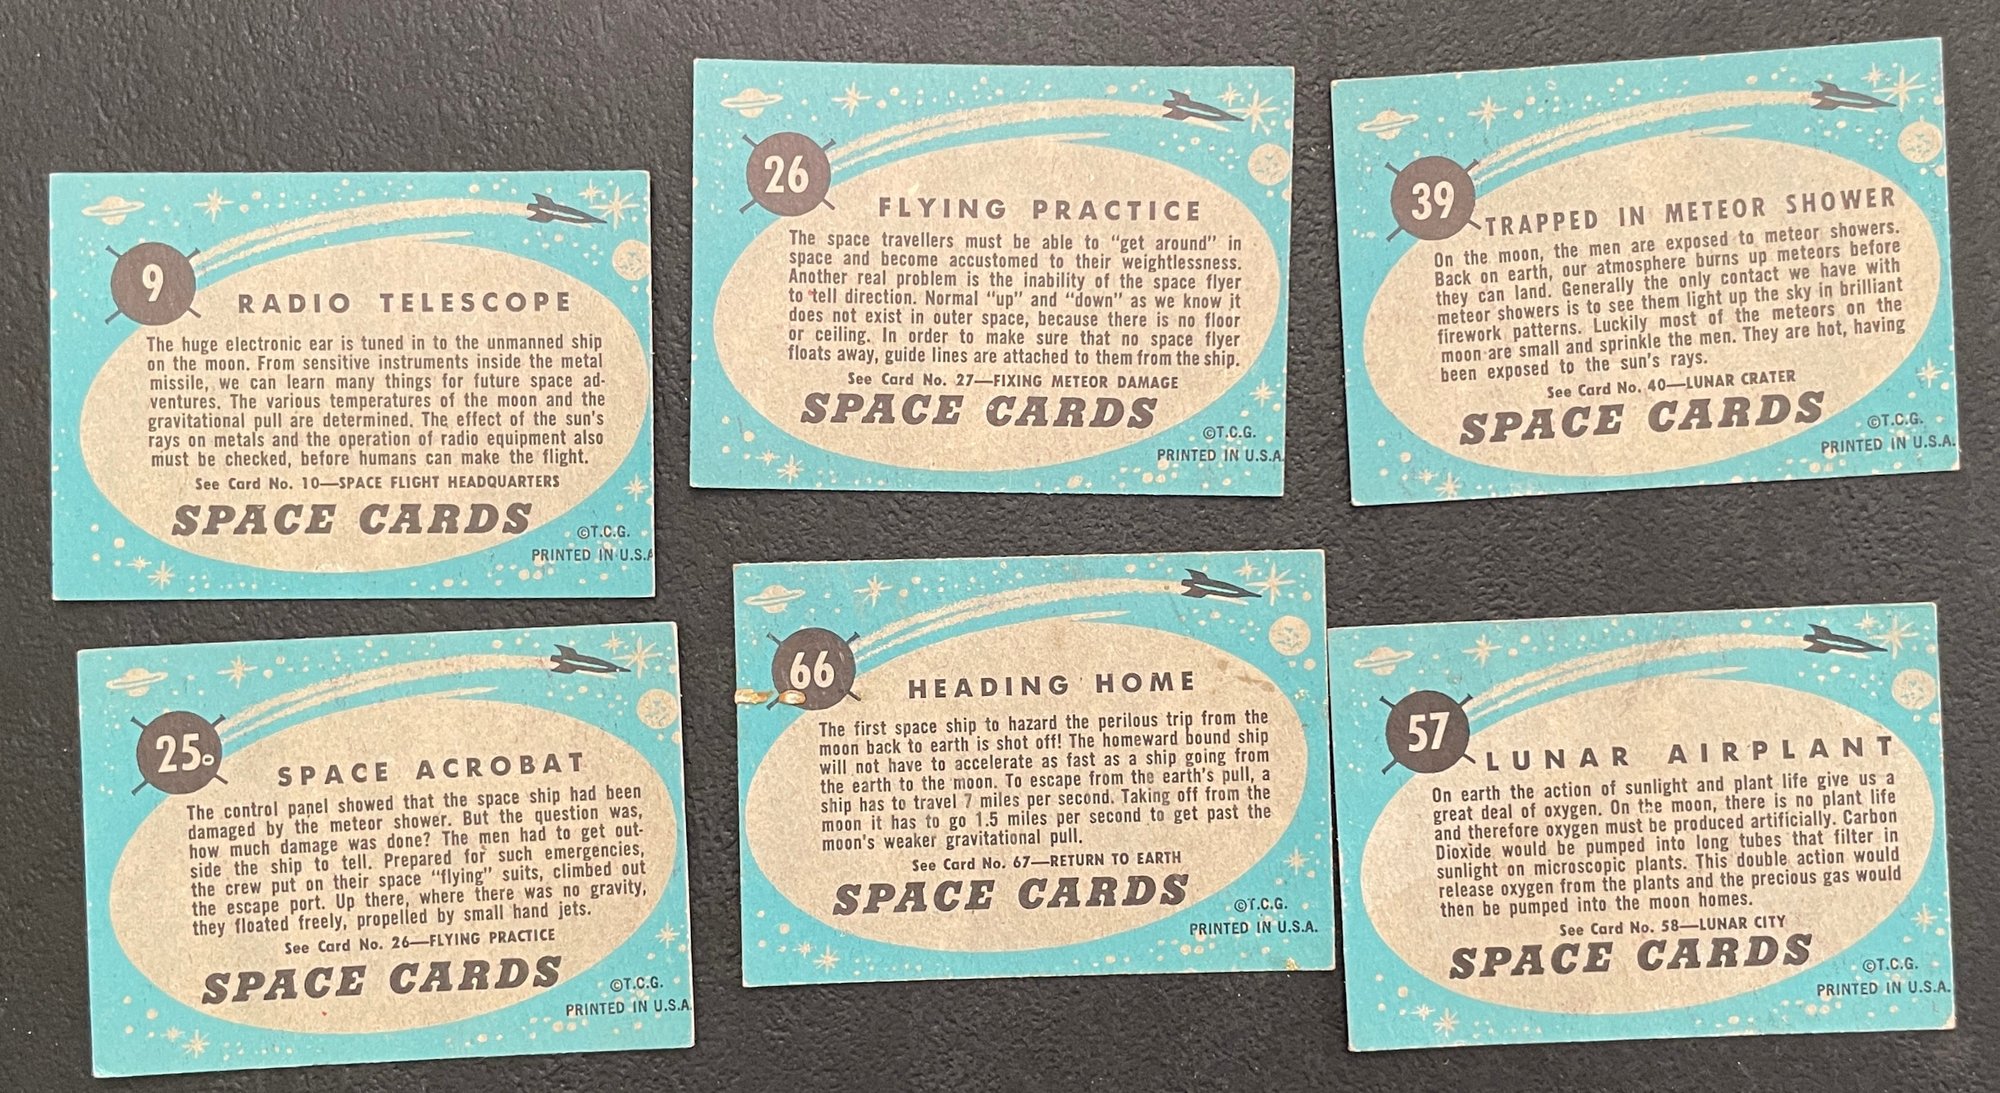 9
RADIO TELESCOPE
The huge electronic ear is tuned in to the unmanned ship
on the moon. From sensitive instruments inside the metal
missile, we can learn many things for future space ad-
ventures. The various temperatures of the moon and the
gravitational pull are determined. The effect of the sun's
rays on metals and the operation of radio equipment also
must be checked, before humans can make the flight.
See Card No. 10—SPACE FLIGHT HEADQUARTERS
SPACE CARDS
©T.C.G.
PRINTED IN U.S.A
26
FLYING PRACTICE
The space travellers must be able to "get around" in
space and become accustomed to their weightlessness.
Another real problem is the inability of the space flyer
to tell direction. Normal "up" and "down" as we know it
does not exist in outer space, because there is no floor
or ceiling. In order to make sure that no space flyer
floats away, guide lines are attached to them from the ship.
See Card No. 27—FIXING METEOR DAMAGE
SPACE CARDS
©T.C.G.
PRINTED IN U.S.A
39
TRAPPED IN METEOR SHOWER
On the moon, the men are exposed to meteor showers.
Back on earth, our atmosphere burns up meteors before
they can land. Generally the only contact we have with
meteor showers is to see them light up the sky in brilliant
firework patterns. Luckily most of the meteors on the
moon are small and sprinkle the men. They are hot, having
been exposed to the sun's rays.
See Card No. 40—LUNAR CRATER
SPACE CARDS
©T.C.G.
PRINTED IN U.S.A.
25
SPACE ACROBAT
The control panel showed that the space ship had been
damaged by the meteor shower. But the question was,
how much damage was done? The men had to get out-
side the ship to tell. Prepared for such emergencies,
the crew put on their space "flying" suits, climbed out
the escape port. Up there, where there was no gravity,
they floated freely, propelled by small hand jets.
See Card No. 26—FLYING PRACTICE
SPACE CARDS
©T.C.G.
PRINTED IN U.S.A.
66
HEADING HOME
The first space ship to hazard the perilous trip from the
moon back to earth is shot off! The homeward bound ship
will not have to accelerate as fast as a ship going from
the earth to the moon. To escape from the earth's pull, a
ship has to travel 7 miles per second. Taking off from the
moon it has to go 1.5 miles per second to get past the
moon's weaker gravitational pull.
See Card No. 67—RETURN TO EARTH
SPACE CARDS
©T.C.G.
PRINTED IN U.S.A.
57
LUNAR AIRPLANT
On earth the action of sunlight and plant life give us a
great deal of oxygen. On the moon, there is no plant life
and therefore oxygen must be produced artificially. Carbon
Dioxide would be pumped into long tubes that filter in
sunlight on microscopic plants. This double action would
release oxygen from the plants and the precious gas would
then be pumped into the moon homes.
See Card No. 58—LUNAR CITY
SPACE CARDS
©T.C.G.
PRINTED IN U.S.A.